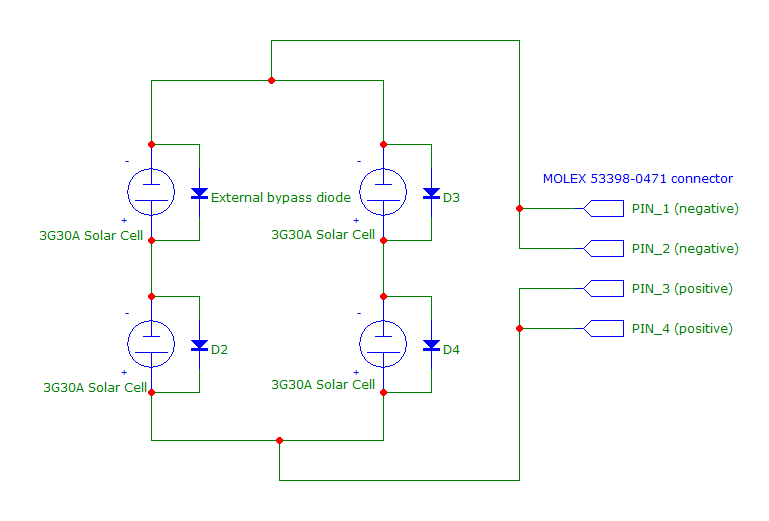 MOLEX 53398-0471 connector
-
-
External bypass diode
D3
PIN_1 (negative)
+
+
3G30A Solar Cell
3G30A Solar Cell
PIN_2 (negative)
PIN_3 (positive)
-
-
PIN_4 (positive)
D2
D4
+
+
3G30A Solar Cell
3G30A Solar Cell